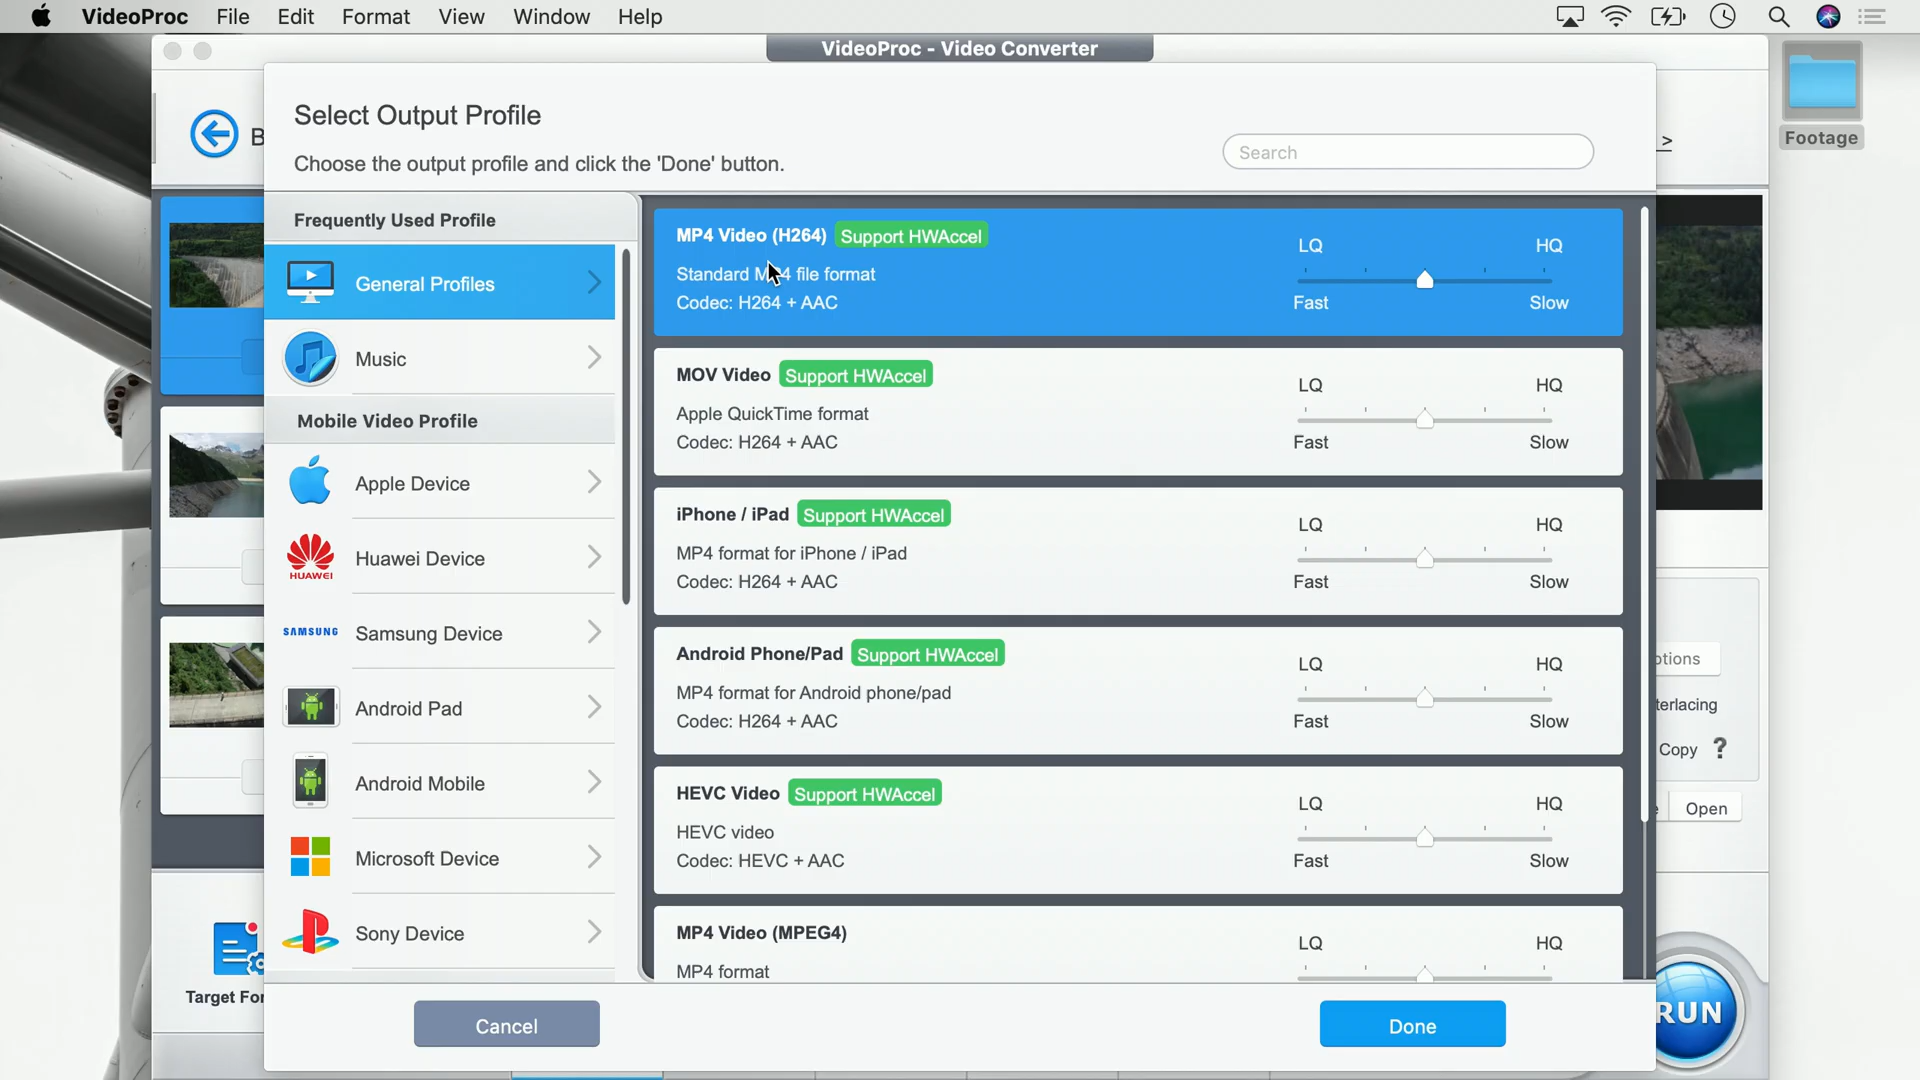 VideoProc File Edit Format View Window Help
VideoProc - Video Converter
Footage
Select Output Profile
Choose the output profile and click the 'Done' button.
Search
>
Frequently Used Profile
General Profiles
Music
Mobile Video Profile
Apple Device
HUAWEI
Huawei Device
SAMSUNG
Samsung Device
Android Pad
Android Mobile
Microsoft Device
Sony Device
MP4 Video (H264) Support HWAccel
Standard MP4 file format
Codec: H264 + AAC
LQ HQ
Fast Slow
MOV Video Support HWAccel
Apple QuickTime format
Codec: H264 + AAC
LQ HQ
Fast Slow
iPhone / iPad Support HWAccel
MP4 format for iPhone / iPad
Codec: H264 + AAC
LQ HQ
Fast Slow
Android Phone/Pad Support HWAccel
MP4 format for Android phone/pad
Codec: H264 + AAC
LQ HQ
Fast Slow
HEVC Video Support HWAccel
HEVC video
Codec: HEVC + AAC
LQ HQ
Fast Slow
MP4 Video (MPEG4)
MP4 format
LQ HQ
ptions
terlacing
Copy ?
Open
Target For
RUN
Cancel
Done